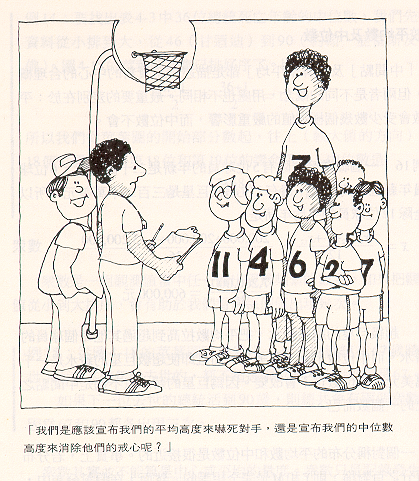 11 4 6 2 7
「我們是應該宣布我們的平均高度來嚇死對手，還是宣布我們的中位數
高度來消除他們的戒心呢？」